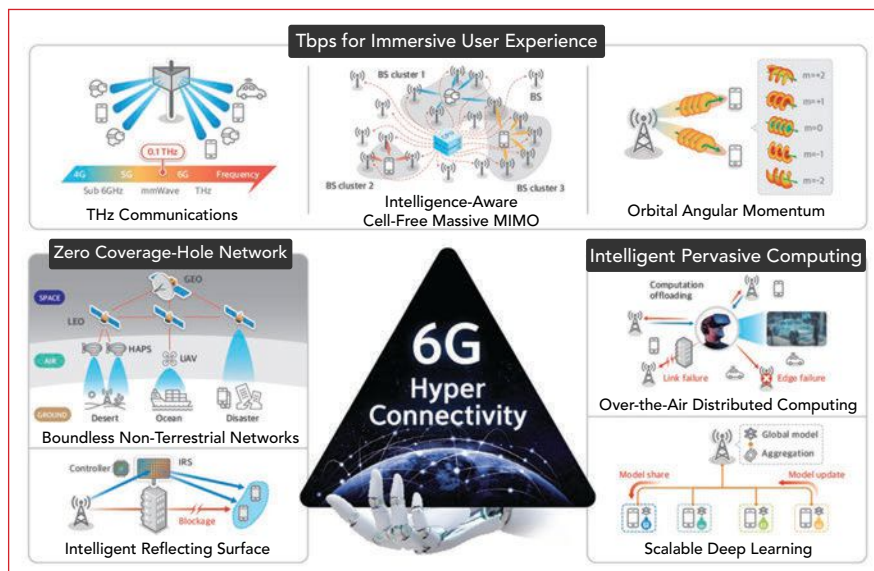 Tbps for Immersive User Experience
BS cluster 1
BS
CPU
BS cluster 2
BS cluster 3
0.1 THz
4G
5G
6G
Frequency
Sub 6GHz
mmWave
THz
THz Communications
Intelligence-Aware
Cell-Free Massive MIMO
m=+2
m=+1
m=0
m=-1
m=-2
Orbital Angular Momentum
Zero Coverage-Hole Network
GEO
SPACE
LEO
AIR
HAPS
UAV
GROUND
Desert
Ocean
Disaster
Boundless Non-Terrestrial Networks
Controller
IRS
Blockage
Intelligent Reflecting Surface
6G
Hyper
Connectivity
Intelligent Pervasive Computing
Computation
offloading
Link failure
Edge failure
Over-the-Air Distributed Computing
Global model
Aggregation
Model share
Model update
Scalable Deep Learning